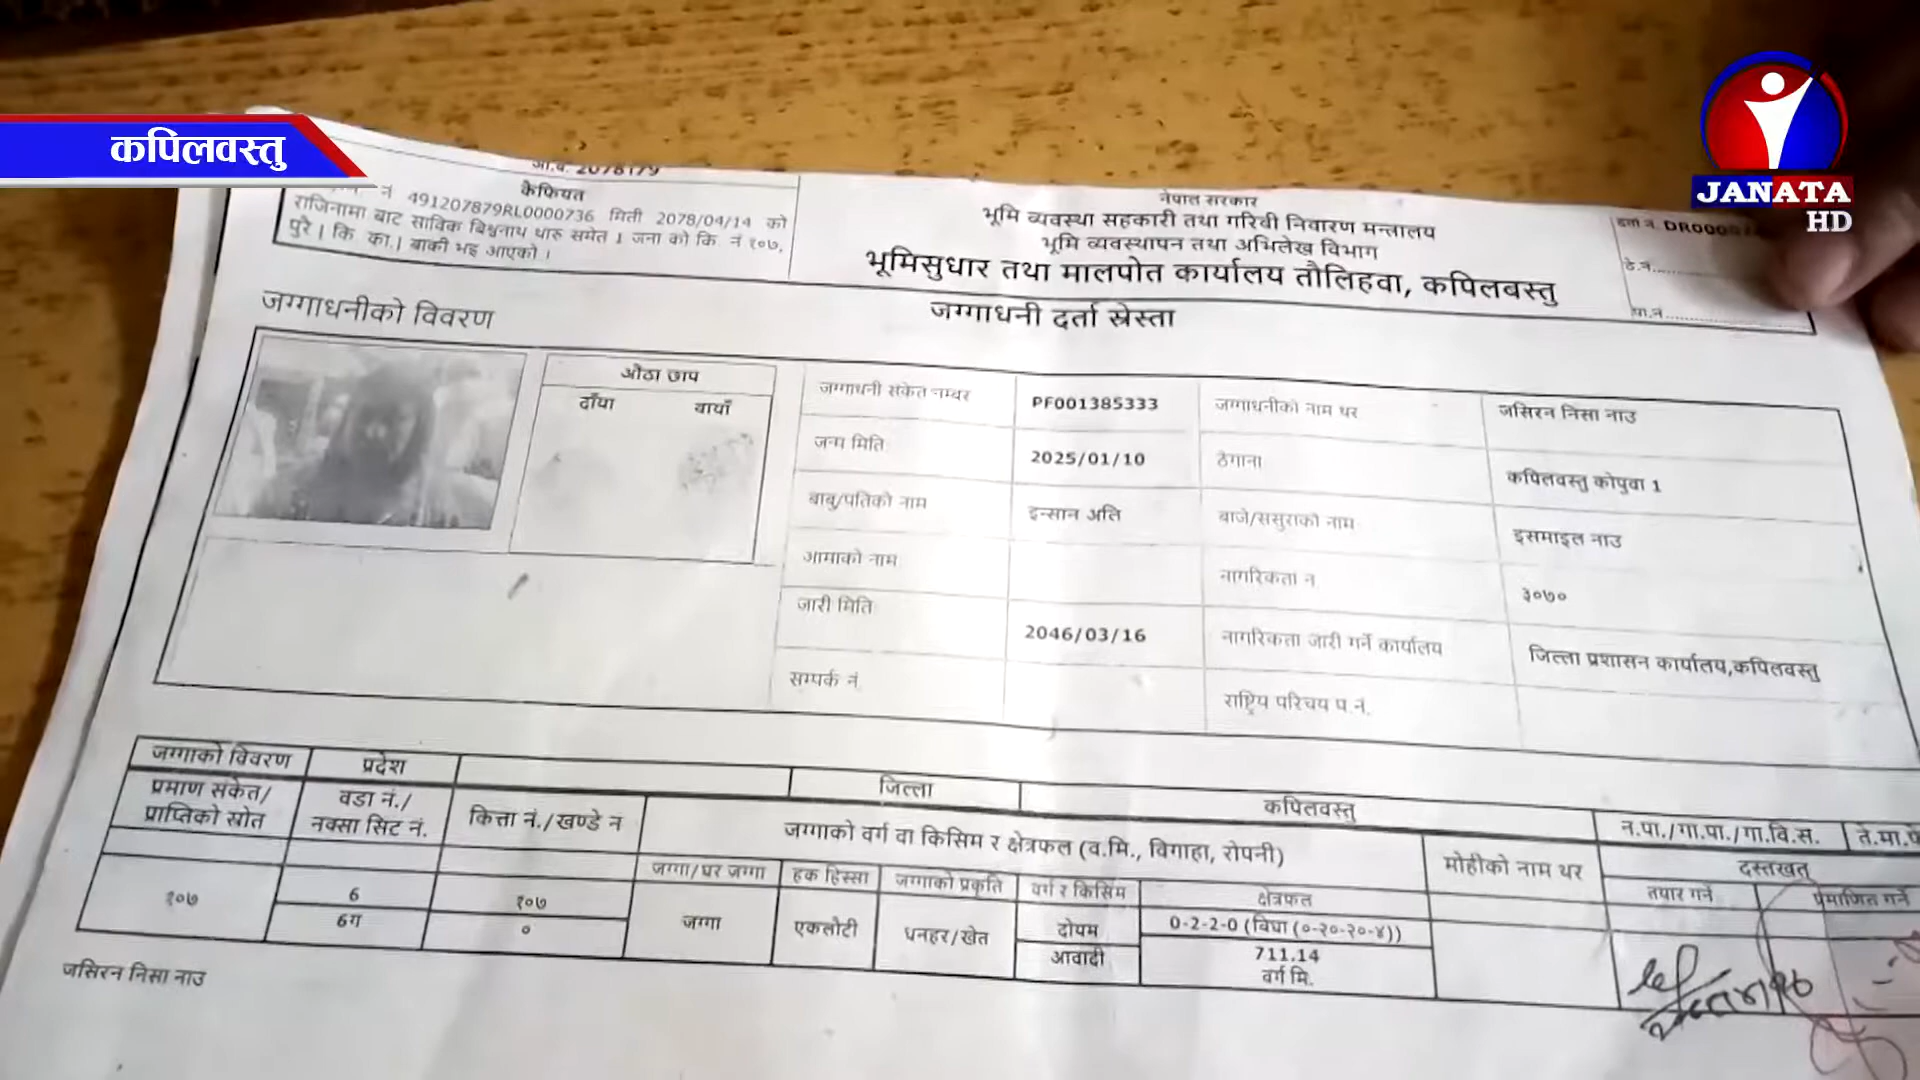 कपिलवस्तु
JANATA
HD
आ.व. 2078179
कैफियत
नं 491207879RL0000736 मिती 2078/04/14 को
राजिनामा बाट साविक बिश्वनाथ थारु समेत 1 जना को कि नं १०७,
पुरै | कि का.| बाकी भइ आएको ।
नेपाल सरकार
भूमि व्यवस्था सहकारी तथा गरिवी निवारण मन्तालय
भूमि व्यवस्थापन तथा अभिलेख विभाग
भूमिसुधार तथा मालपोत कार्यालय तौलिहवा, कपिलबस्तु
जग्गाधनी दर्ता स्रेस्ता
दर्ता नं. DR000
ठे.नं.
पा.नं.
जग्गाधनीको विवरण
औठा छाप
दाँया बायाँ
जग्गाधनी संकेत नम्बर PF001385333 जग्गाधनीको नाम थर जसिरन निसा नाउ
जन्म मिति 2025/01/10 ठेगाना कपिलवस्तु कोपुवा 1
बाबु/पतिको नाम इन्सान अलि बाजे/ससुराको नाम इसमाइल नाउ
आमाको नाम नागरिकता न ३०७०
जारी मिति 2046/03/16 नागरिकता जारी गर्ने कार्यालय जिल्ला प्रशासन कार्यालय,कपिलवस्तु
सम्पर्क नं राष्ट्रिय परिचय प.नं.
जग्गाको विवरण प्रदेश जिल्ला कपिलवस्तु न.पा./गा.पा./गा.वि.स.
प्रमाण संकेत/
प्राप्तिको स्रोत
वडा नं./
नक्सा सिट नं.
कित्ता नं./खण्डे न
जग्गाको वर्ग वा किसिम र क्षेत्रफल (व.मि., विगाहा, रोपनी)
मोहीको नाम थर
दस्तखत
जग्गा/घर जग्गा हक हिस्सा जग्गाको प्रकृति वर्ग र किसिम क्षेत्रफल तयार गर्ने प्रमाणित गर्ने
१०७ 6 १०७ जग्गा एकलौटी धनहर/खेत दोयम 0-2-2-0 (विघा (०-२०-२०-४))
6ग ० आवादी 711.14
वर्ग मि.
जसिरन निसा नाउ